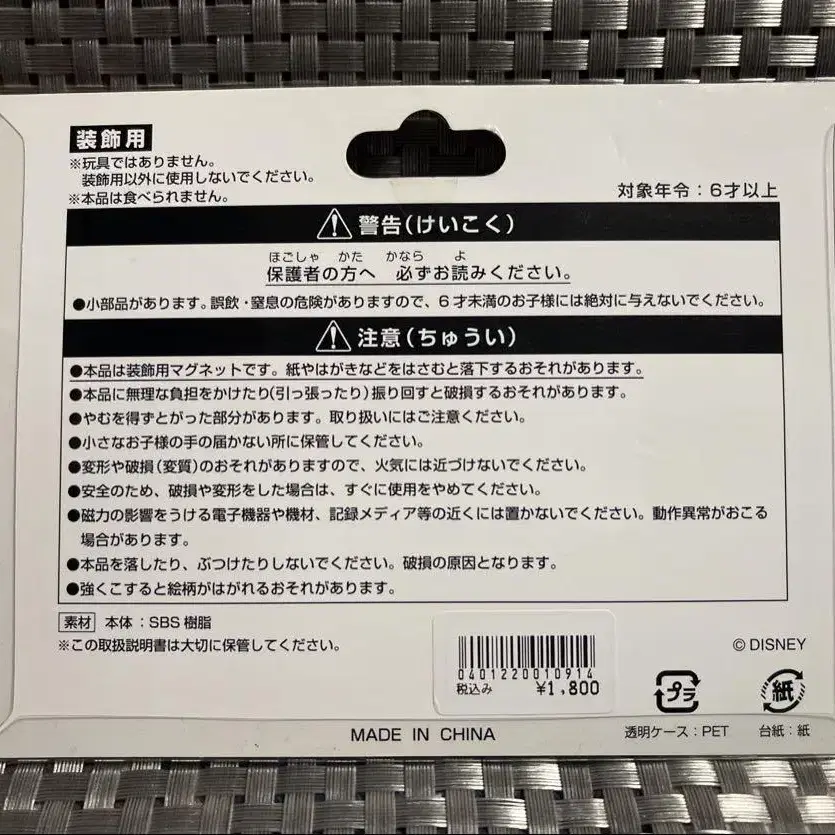 装飾用
※玩具ではありません。
装飾用以外に使用しないでください。
※本品は食べられません。
対象年令：6才以上
警告(けいこく)
ほごしゃ かた かなら よ
保護者の方へ 必ずお読みください。
●小部品があります。誤飲・窒息の危険がありますので、6才未満のお子様には絶対に与えないでください。
注意(ちゅうい)
●本品は装飾用マグネットです。紙やはがきなどをはさむと落下するおそれがあります。
●本品に無理な負担をかけたり(引っ張ったり)振り回すと破損するおそれがあります。
●やむを得ずとがった部分があります。取り扱いにはご注意ください。
●小さなお子様の手の届かない所に保管してください。
●変形や破損(変質)のおそれがありますので、火気には近づけないでください。
●安全のため、破損や変形をした場合は、すぐに使用をやめてください。
●磁力の影響をうける電子機器や機材、記録メディア等の近くには置かないでください。動作異常がおこる
場合があります。
●本品を落したり、ぶつけたりしないでください。破損の原因となります。
●強くこすると絵柄がはがれるおそれがあります。
素材 本体：SBS樹脂
※この取扱説明書は大切に保管してください。
© DISNEY
0401220010914
税込み ¥1,800
プラ
紙
MADE IN CHINA
透明ケース：PET
台紙：紙